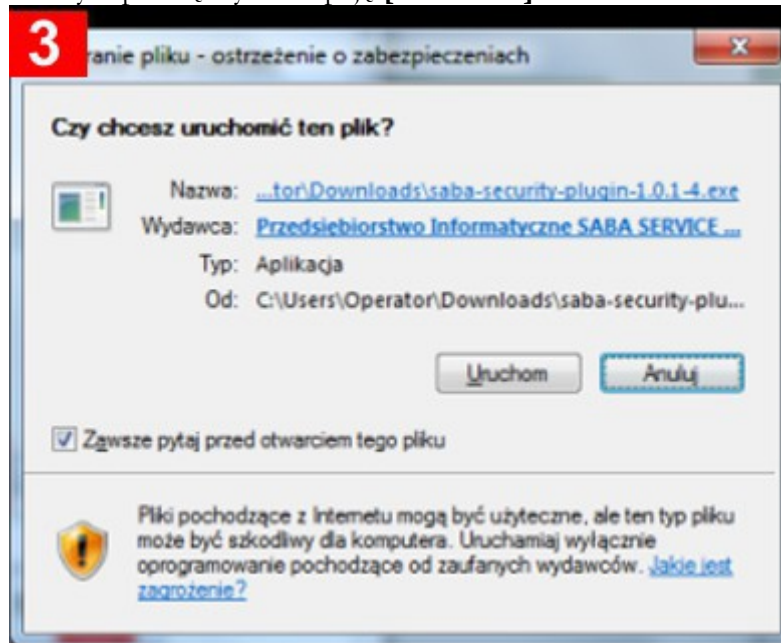 3
ranie pliku - ostrzeżenie o zabezpieczeniach
Czy chcesz uruchomić ten plik?
Nazwa: ...tor\Downloads\saba-security-plugin-1.0.1-4.exe
Wydawca: Przedsiebiorstwo Informatyczne SABA SERVICE ...
Typ: Aplikacja
Od: C:\Users\Operator\Downloads\saba-security-plu...
Uruchom Anuluj
Zawsze pytaj przed otwarciem tego pliku
Pliki pochodzące z Internetu mogą być użyteczne, ale ten typ pliku
może być szkodliwy dla komputera. Uruchamiaj wyłącznie
oprogramowanie pochodzące od zaufanych wydawców. Jakie jest
zagrożenie?